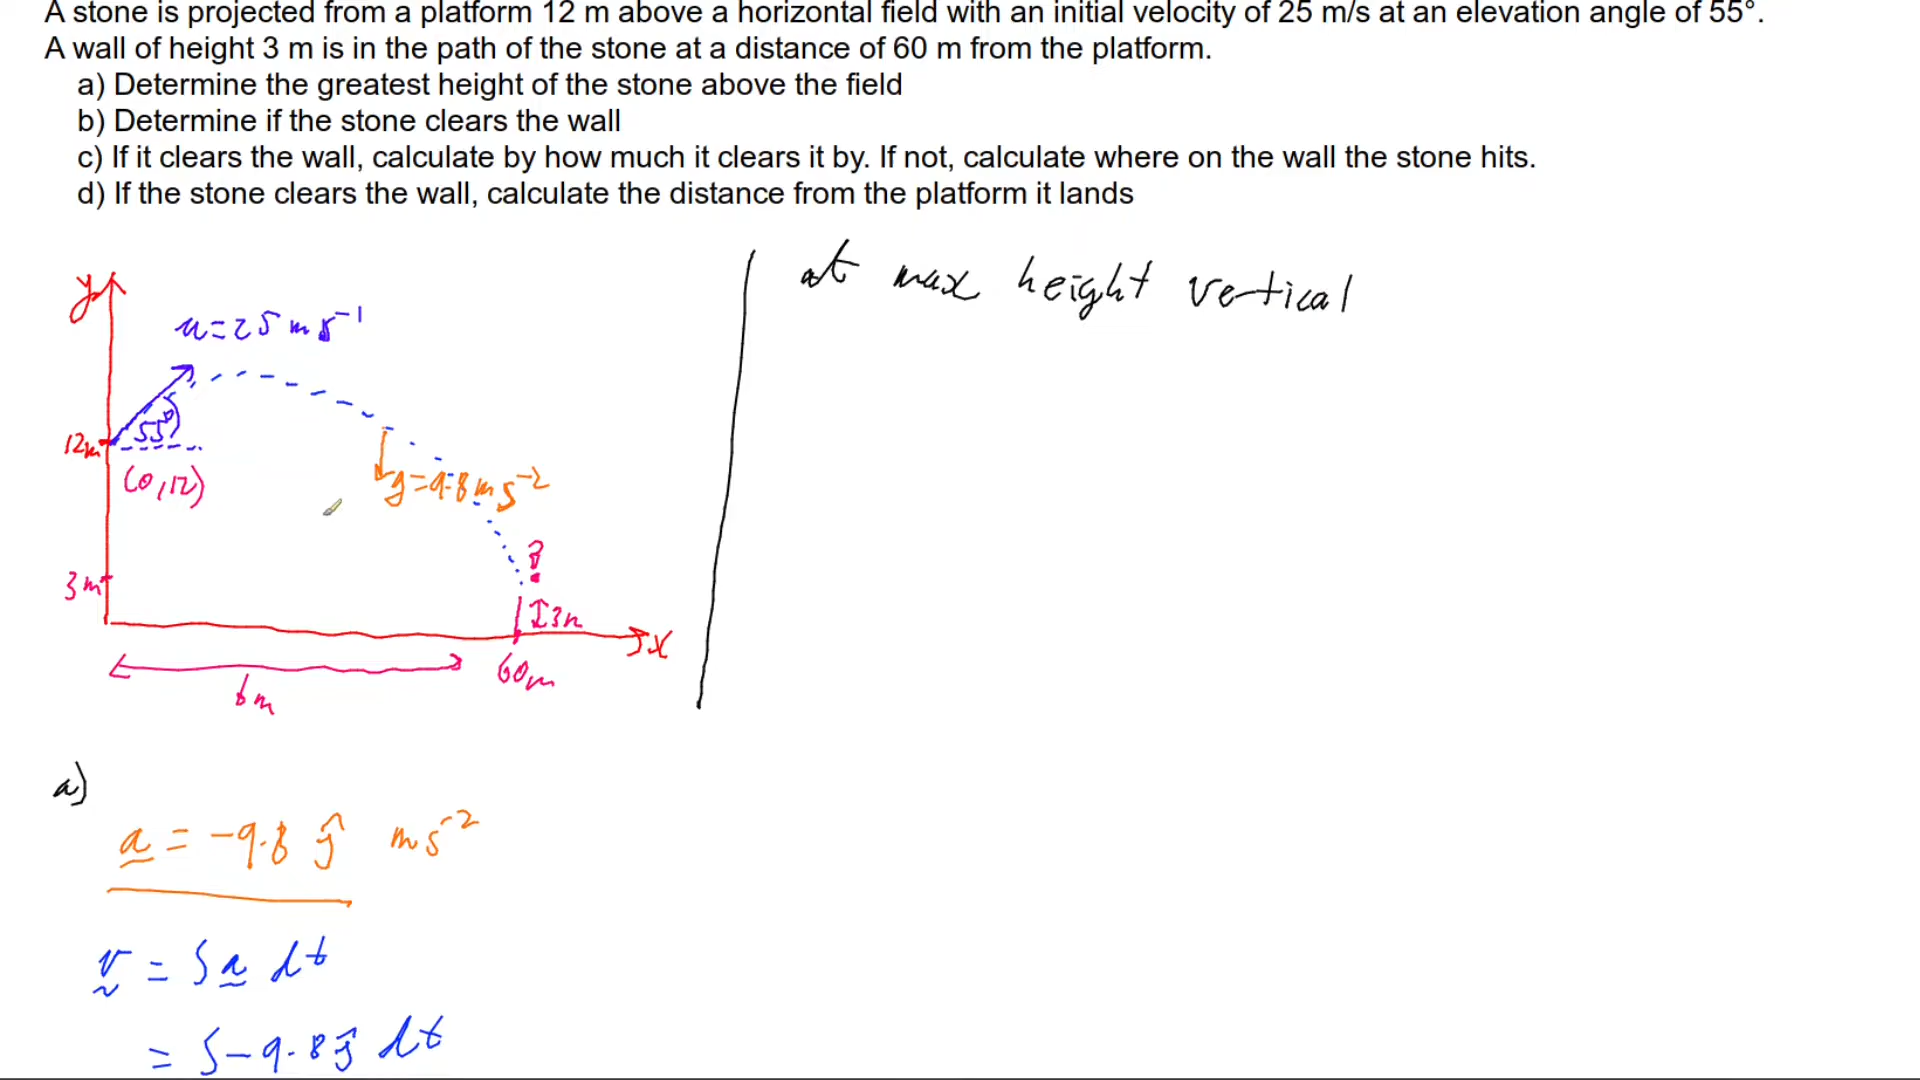 A stone is projected from a platform 12 m above a horizontal field with an initial velocity of 25 m/s at an elevation angle of 55°.
A wall of height 3 m is in the path of the stone at a distance of 60 m from the platform.
a) Determine the greatest height of the stone above the field
b) Determine if the stone clears the wall
c) If it clears the wall, calculate by how much it clears it by. If not, calculate where on the wall the stone hits.
d) If the stone clears the wall, calculate the distance from the platform it lands
at max height vertical
y
u=25 m s⁻¹
55°
12m
(0,12)
g=9.8 m s⁻²
?
3m
3m
x
60m
6m
a)
a = -9.8 ĵ m s⁻²
v = ∫ a dt
= ∫ -9.8 ĵ dt